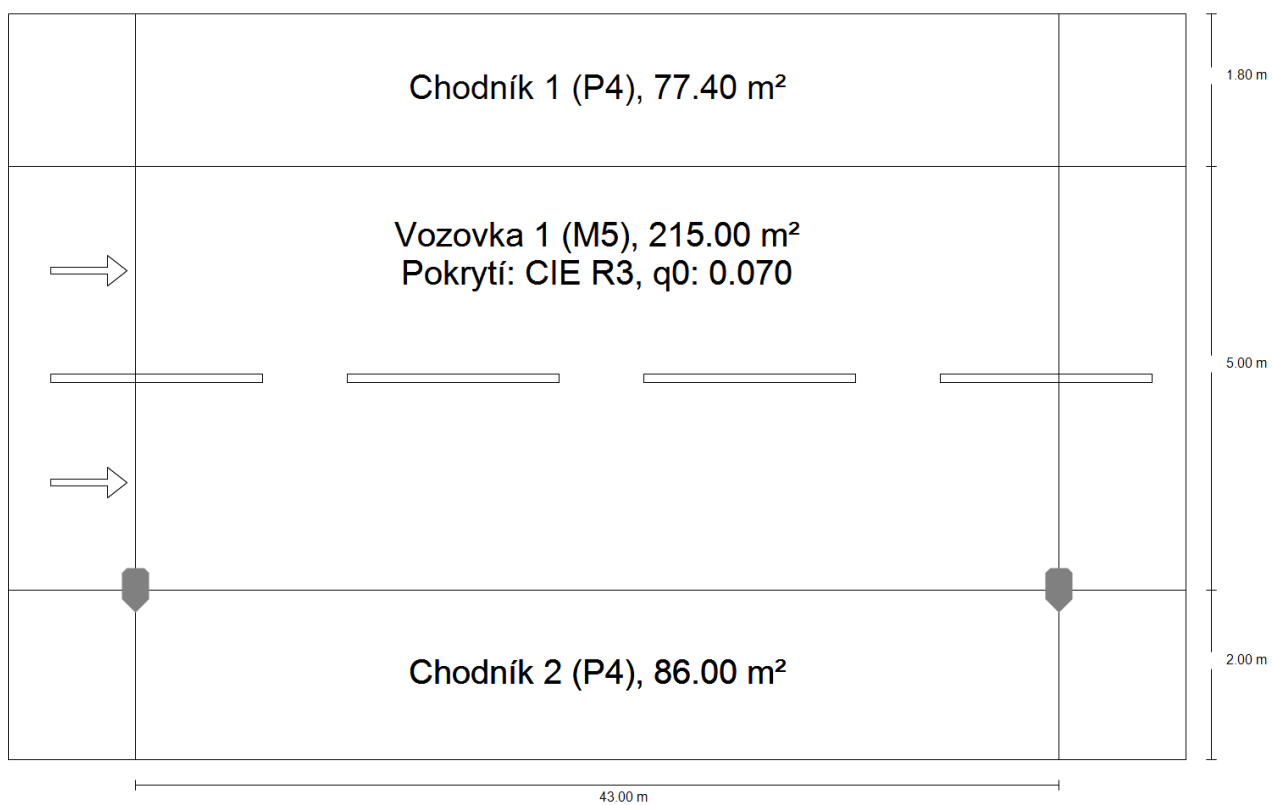 Chodník 1 (P4), 77.40 m²
1.80 m
Vozovka 1 (M5), 215.00 m²
Pokrytí: CIE R3, q0: 0.070
5.00 m
Chodník 2 (P4), 86.00 m²
2.00 m
43.00 m